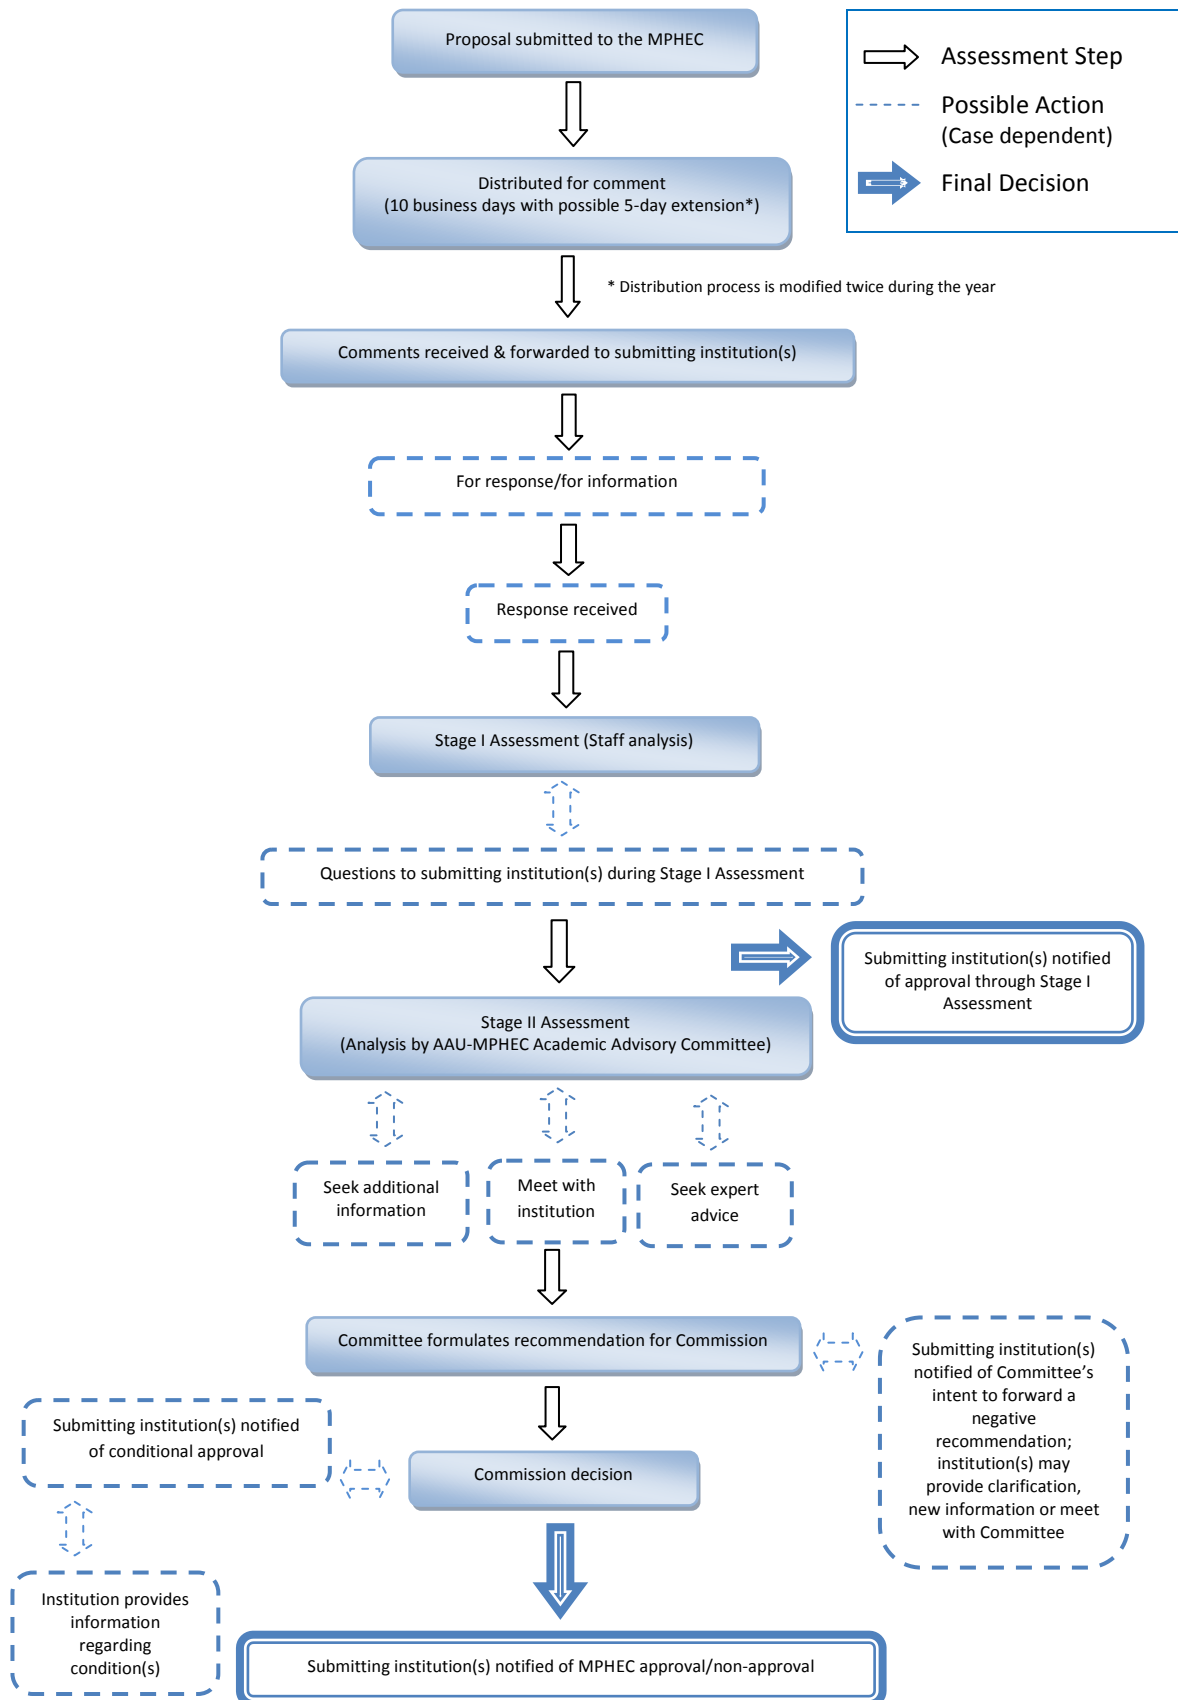 Proposal submitted to the MPHEC
Assessment Step
Possible Action
(Case dependent)
Final Decision
Distributed for comment
(10 business days with possible 5-day extension*)
* Distribution process is modified twice during the year
Comments received & forwarded to submitting institution(s)
For response/for information
Response received
Stage I Assessment (Staff analysis)
Questions to submitting institution(s) during Stage I Assessment
Submitting institution(s) notified
of approval through Stage I
Assessment
Stage II Assessment
(Analysis by AAU-MPHEC Academic Advisory Committee)
Seek additional
information
Meet with
institution
Seek expert
advice
Committee formulates recommendation for Commission
Submitting institution(s)
notified of Committee's
intent to forward a
negative
recommendation;
institution(s) may
provide clarification,
new information or meet
with Committee
Submitting institution(s) notified
of conditional approval
Commission decision
Institution provides
information
regarding
condition(s)
Submitting institution(s) notified of MPHEC approval/non-approval